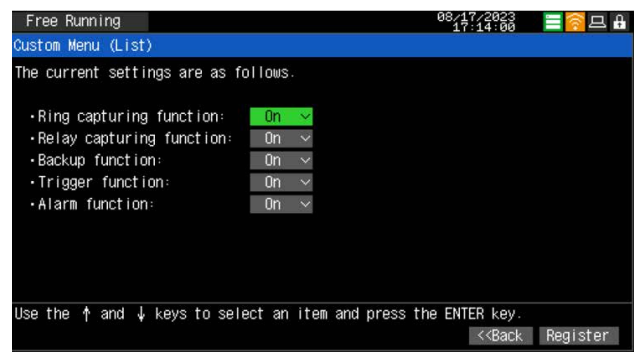 Free Running
08/17/2023
17:14:00
Custom Menu (List)
The current settings are as follows.
・Ring capturing function: On
・Relay capturing function: On
・Backup function: On
・Trigger function: On
・Alarm function: On
Use the ↑ and ↓ keys to select an item and press the ENTER key.
<<Back Register